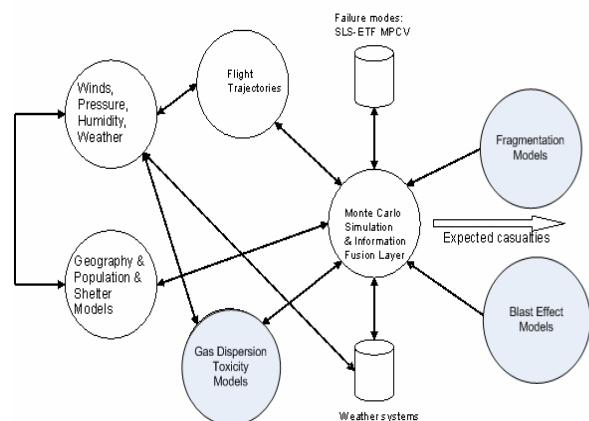 Failure modes:
SLS-ETF MPCV
Winds,
Pressure,
Humidity,
Weather
Flight
Trajectories
Fragmentation
Models
Monte Carlo
Simulation
& Information
Fusion Layer
Expected casualties
Geography &
Population &
Shelter
Models
Gas Dispersion
Toxicity
Models
Blast Effect
Models
Weather systems